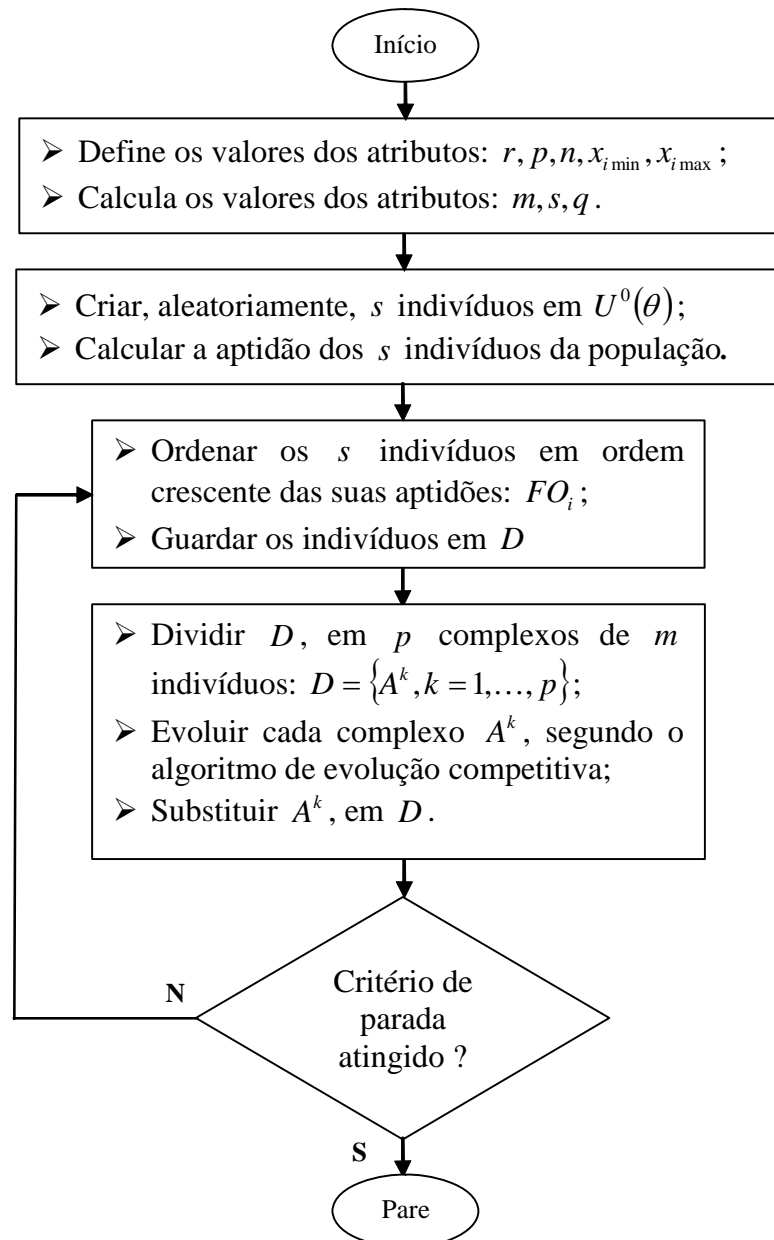 Início
➢ Define os valores dos atributos: r, p, n, x_{i min}, x_{i max} ;
➢ Calcula os valores dos atributos: m, s, q .
➢ Criar, aleatoriamente, s indivíduos em U^0(θ);
➢ Calcular a aptidão dos s indivíduos da população.
➢ Ordenar os s indivíduos em ordem
crescente das suas aptidões: FO_i ;
➢ Guardar os indivíduos em D
➢ Dividir D , em p complexos de m
indivíduos: D = {A^k, k = 1,…, p};
➢ Evoluir cada complexo A^k , segundo o
algoritmo de evolução competitiva;
➢ Substituir A^k , em D .
N
Critério de
parada
atingido ?
S
Pare